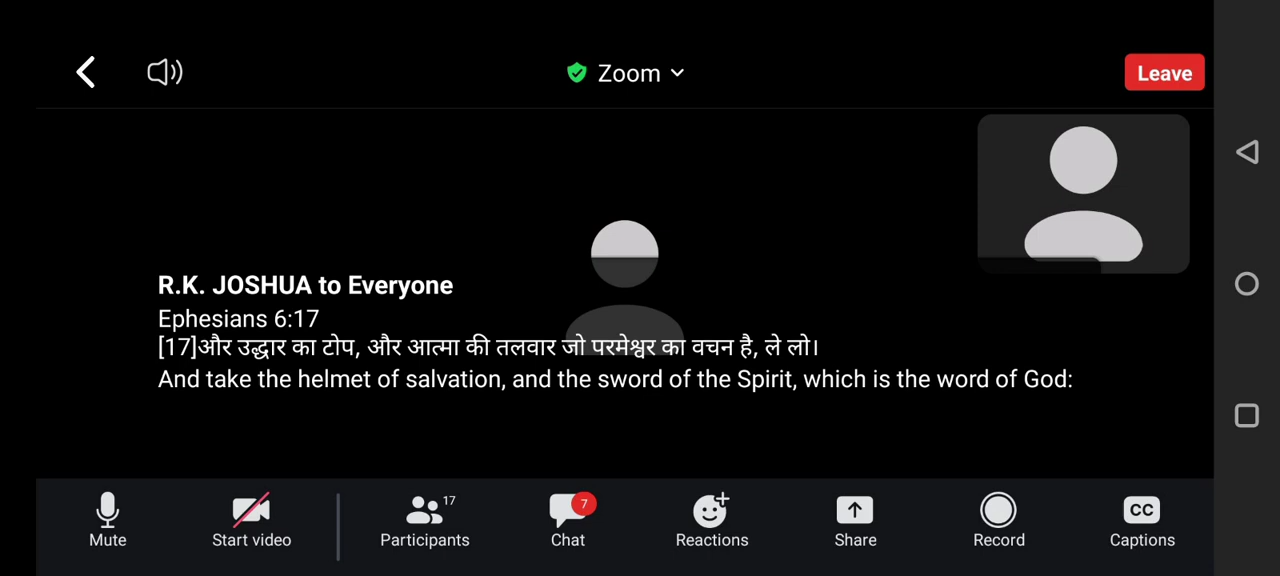 Zoom
Leave
R.K. JOSHUA to Everyone
Ephesians 6:17
[17]और उद्धार का टोप, और आत्मा की तलवार जो परमेश्वर का वचन है, ले लो।
And take the helmet of salvation, and the sword of the Spirit, which is the word of God:
17
7
CC
Mute
Start video
Participants
Chat
Reactions
Share
Record
Captions